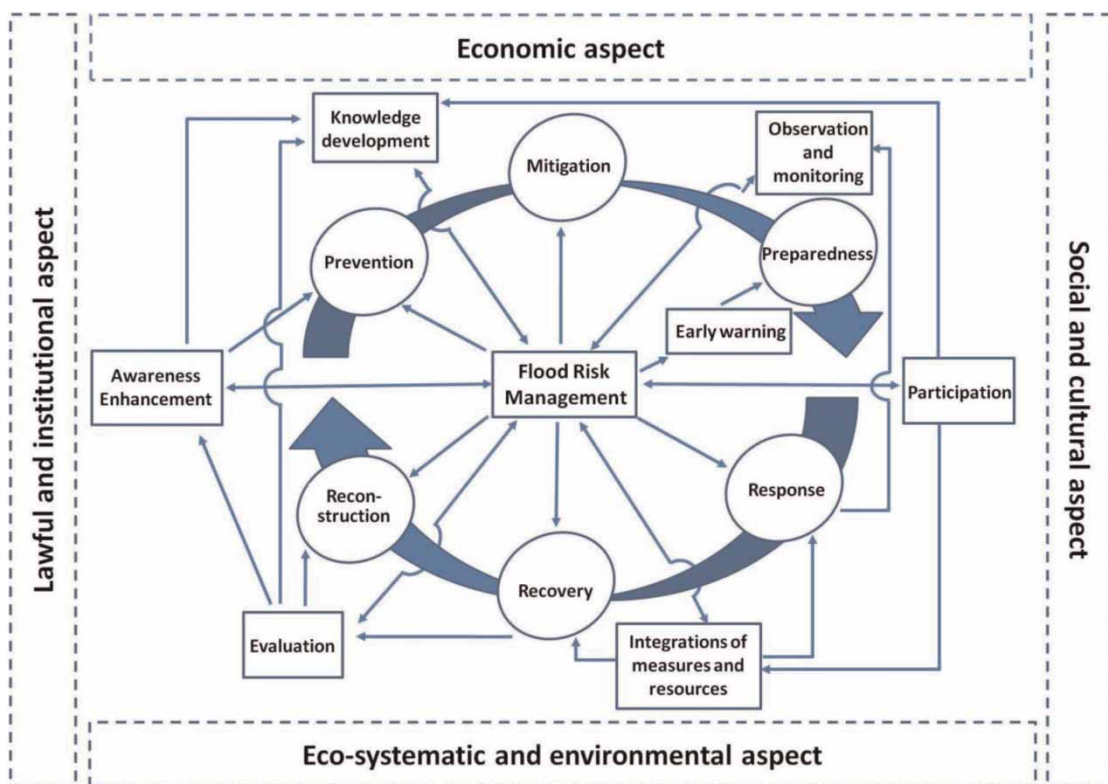 Economic aspect
Lawful and institutional aspect
Social and cultural aspect
Knowledge
development
Mitigation
Observation
and
monitoring
Prevention
Preparedness
Early warning
Awareness
Enhancement
Flood Risk
Management
Participation
Recon-
struction
Response
Recovery
Evaluation
Integrations of
measures and
resources
Eco-systematic and environmental aspect